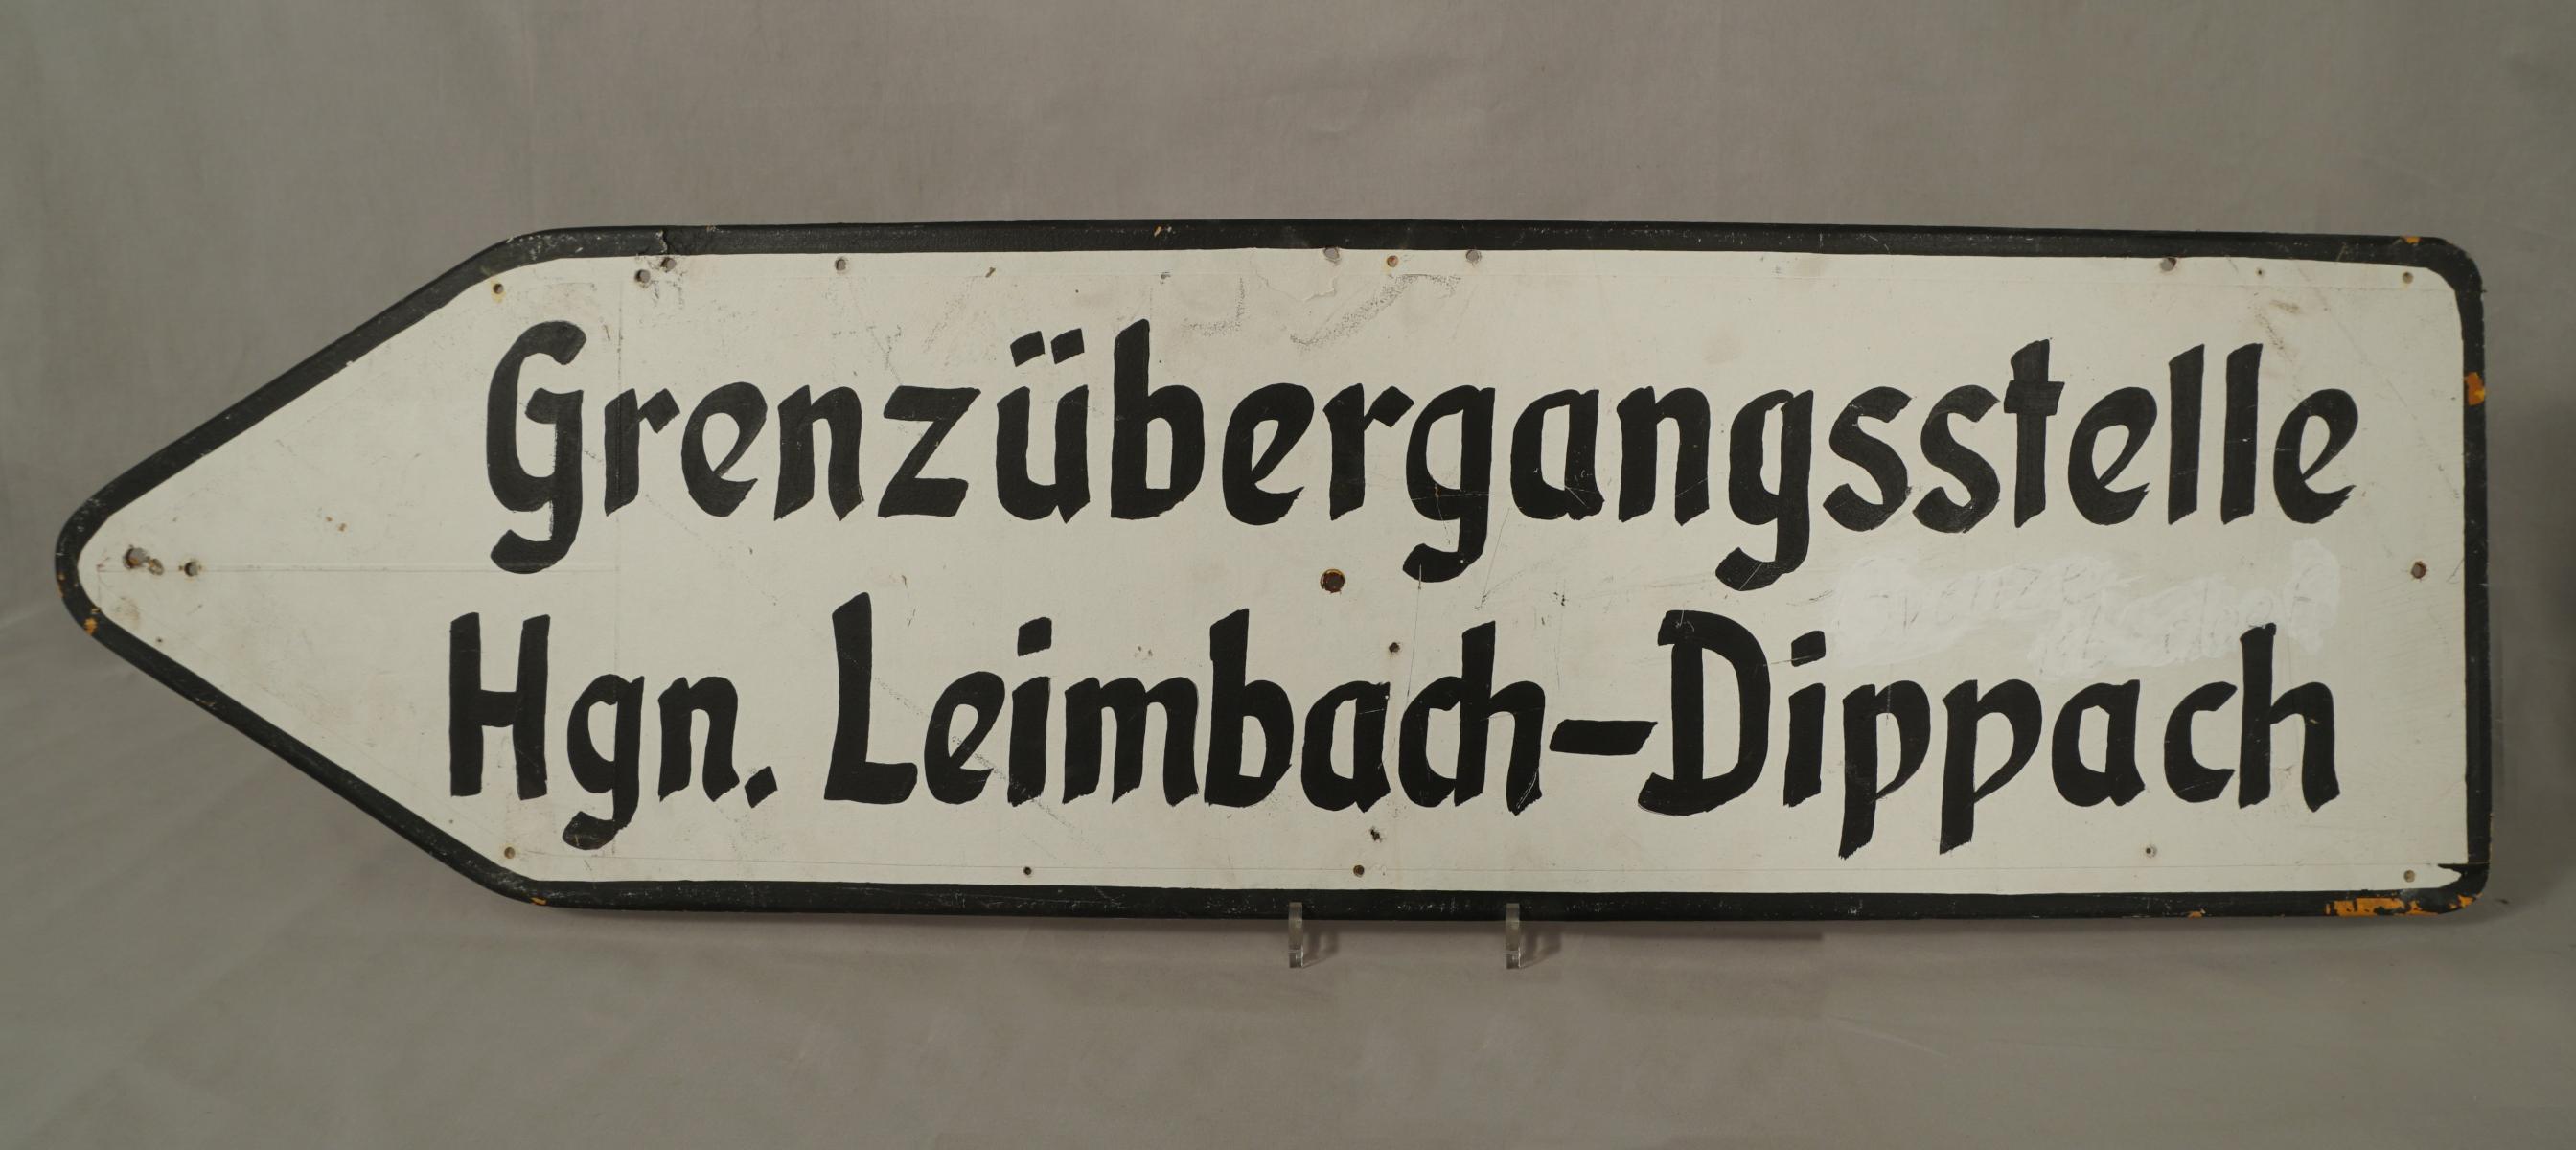 Grenzübergangsstelle
Hgn. Leimbach-Dippach